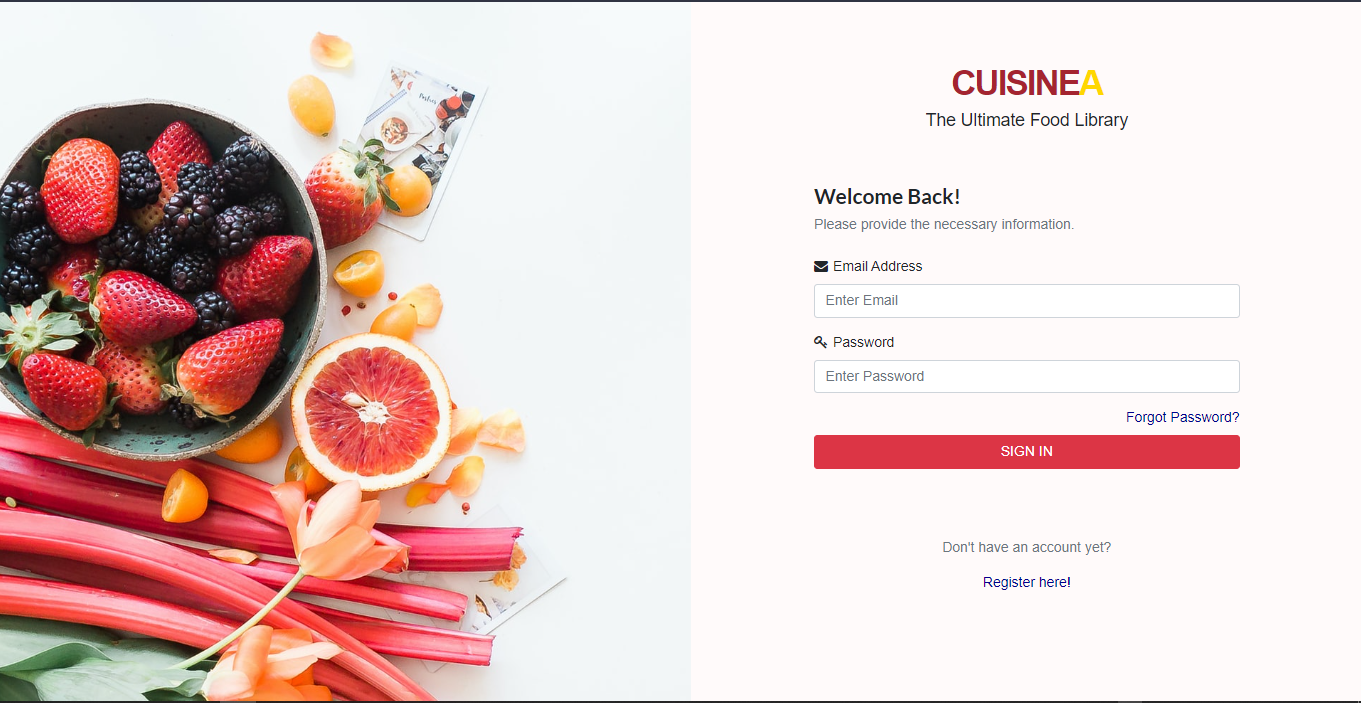 CUISINEA
The Ultimate Food Library
Welcome Back!
Please provide the necessary information.
Email Address
Enter Email
Password
Enter Password
Forgot Password?
SIGN IN
Don't have an account yet?
Register here!